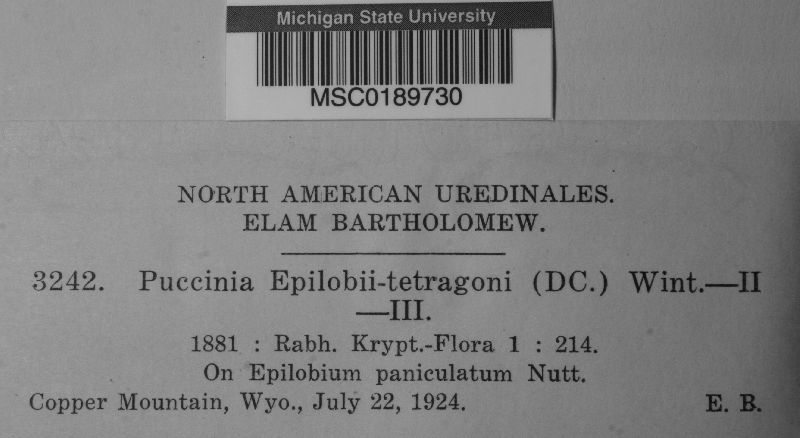 Michigan State University
MSC0189730
NORTH AMERICAN UREDINALES.
ELAM BARTHOLOMEW.
3242. Puccinia Epilobii-tetragoni (DC.) Wint.—II
—III.
1881 : Rabh. Krypt.-Flora 1 : 214.
On Epilobium paniculatum Nutt.
Copper Mountain, Wyo., July 22, 1924. E. B.